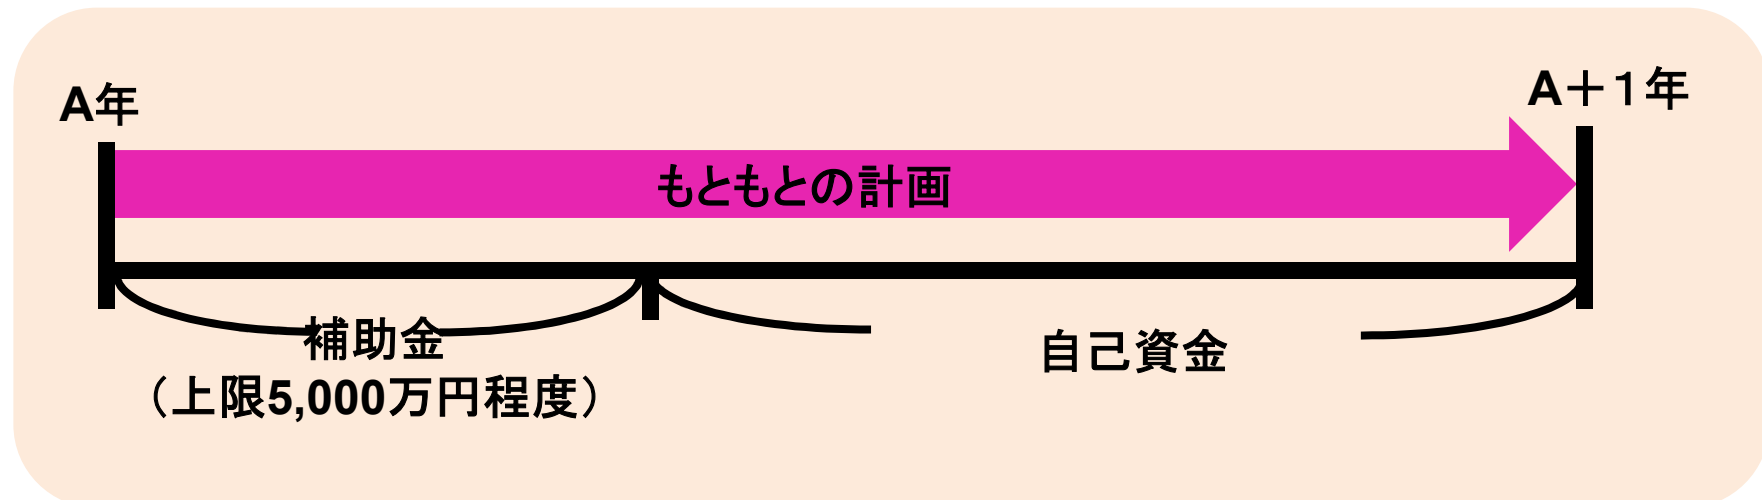 A年
A＋１年
もともとの計画
補助金
（上限5,000万円程度）
自己資金